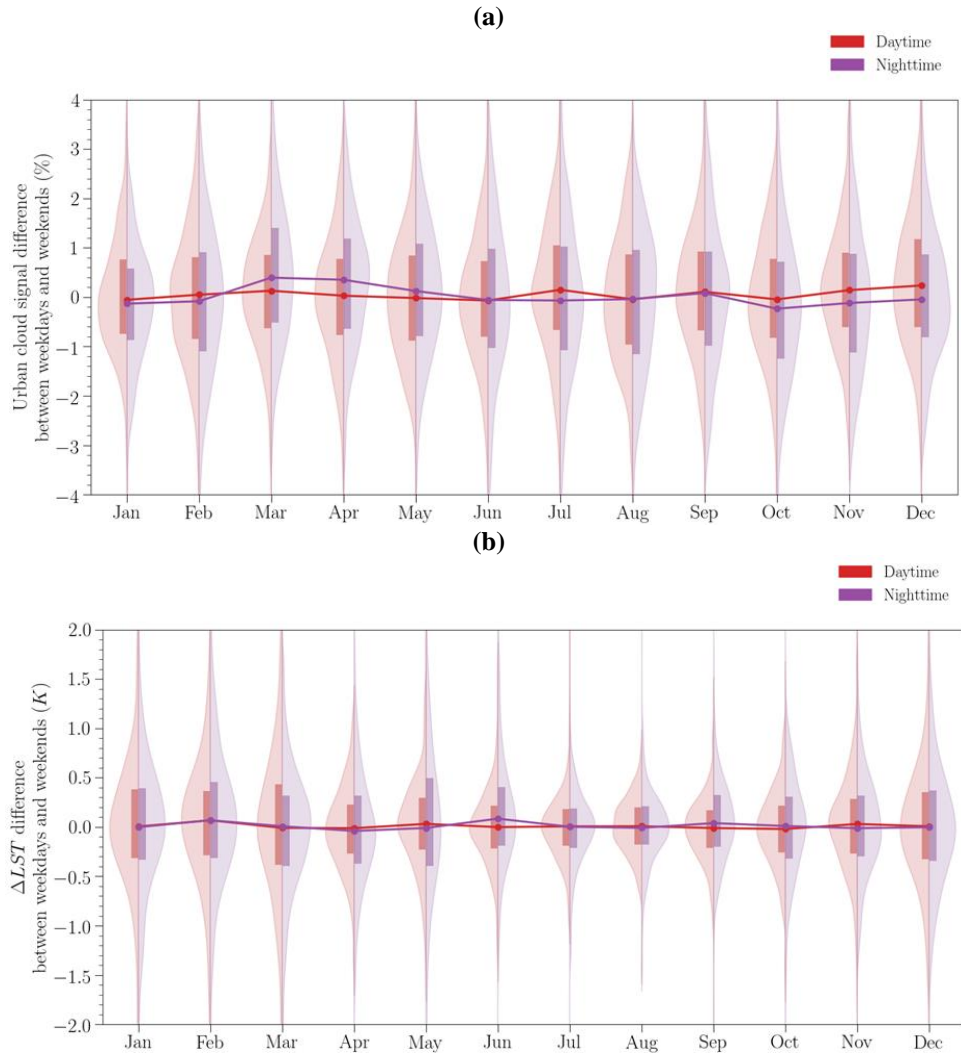 (a)
Daytime
Nighttime
Urban cloud signal difference
between weekdays and weekends (%)
4
3
2
1
0
−1
−2
−3
−4
Jan Feb Mar Apr May Jun Jul Aug Sep Oct Nov Dec
(b)
Daytime
Nighttime
ΔLST difference
between weekdays and weekends (K)
2.0
1.5
1.0
0.5
0.0
−0.5
−1.0
−1.5
−2.0
Jan Feb Mar Apr May Jun Jul Aug Sep Oct Nov Dec